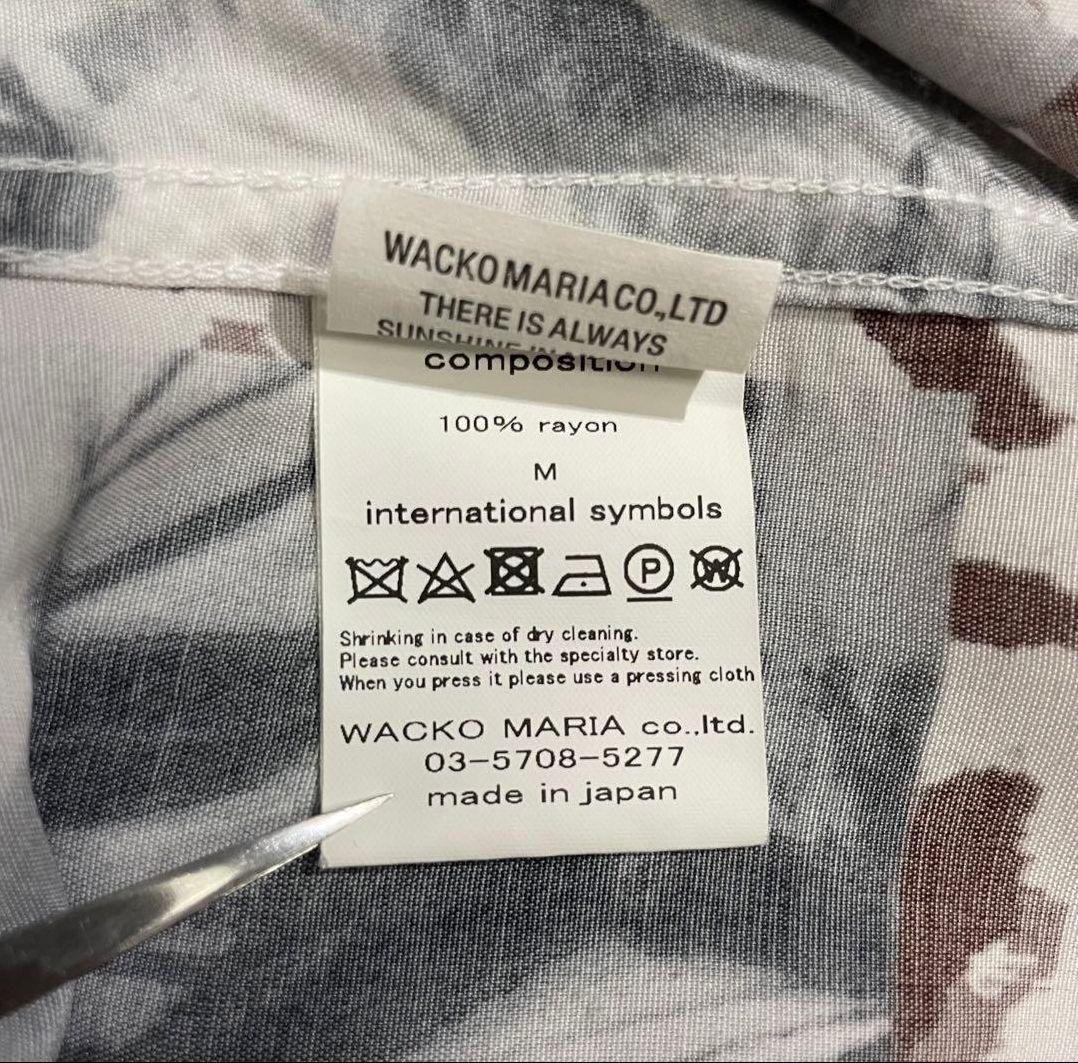 WACKO MARIA CO.,LTD
THERE IS ALWAYS
SUNSHINE IN
composition
100% rayon
M
international symbols
P
W
Shrinking in case of dry cleaning.
Please consult with the specialty store.
When you press it please use a pressing cloth
WACKO MARIA co.,ltd.
03-5708-5277
made in japan